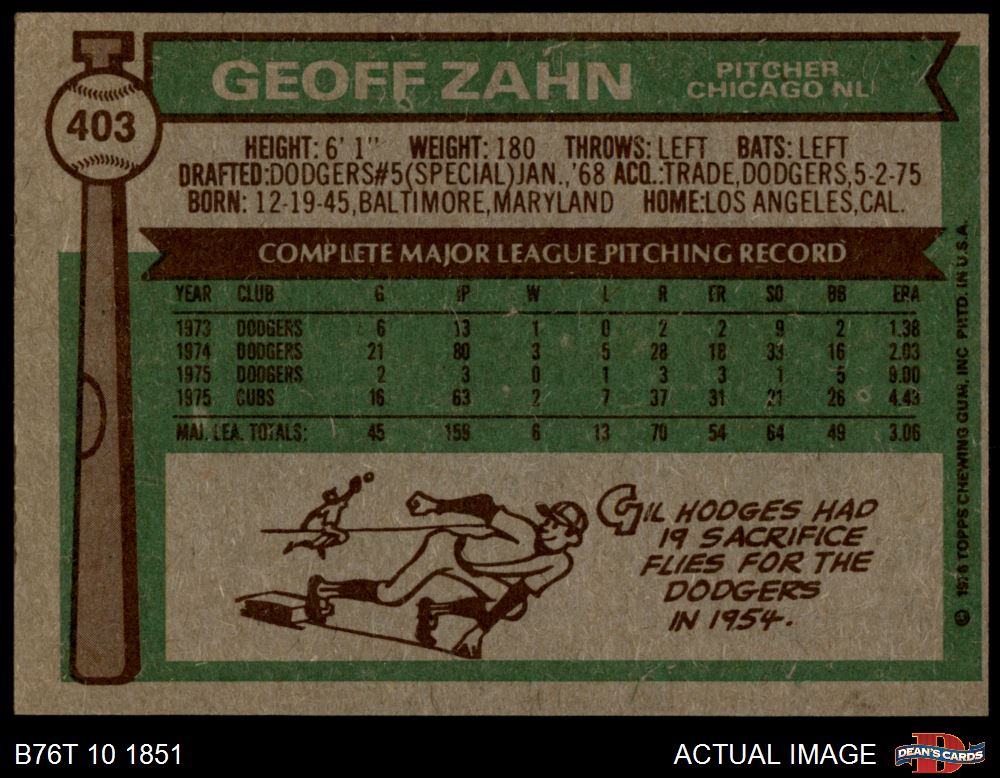 403
GEOFF ZAHN
PITCHER
CHICAGO NL
HEIGHT: 6' 1" WEIGHT: 180 THROWS: LEFT BATS: LEFT
DRAFTED: DODGERS #5 (SPECIAL) JAN., '68 ACQ.: TRADE, DODGERS, 5-2-75
BORN: 12-19-45, BALTIMORE, MARYLAND HOME: LOS ANGELES, CAL.
COMPLETE MAJOR LEAGUE PITCHING RECORD
YEAR CLUB G IP W L R ER SO BB ERA
1973 DODGERS 6 13 1 0 2 2 9 2 1.38
1974 DODGERS 21 80 3 5 28 18 33 16 2.03
1975 DODGERS 2 3 0 1 3 3 1 5 9.00
1975 CUBS 16 63 2 7 37 31 21 26 4.43
MAJ. LEA. TOTALS: 45 159 6 13 70 54 64 49 3.06
GIL HODGES HAD
19 SACRIFICE
FLIES FOR THE
DODGERS
IN 1954.
© 1976 TOPPS CHEWING GUM, INC PRTD. IN U.S.A.
B76T 10 1851
ACTUAL IMAGE
DEAN'S CARDS